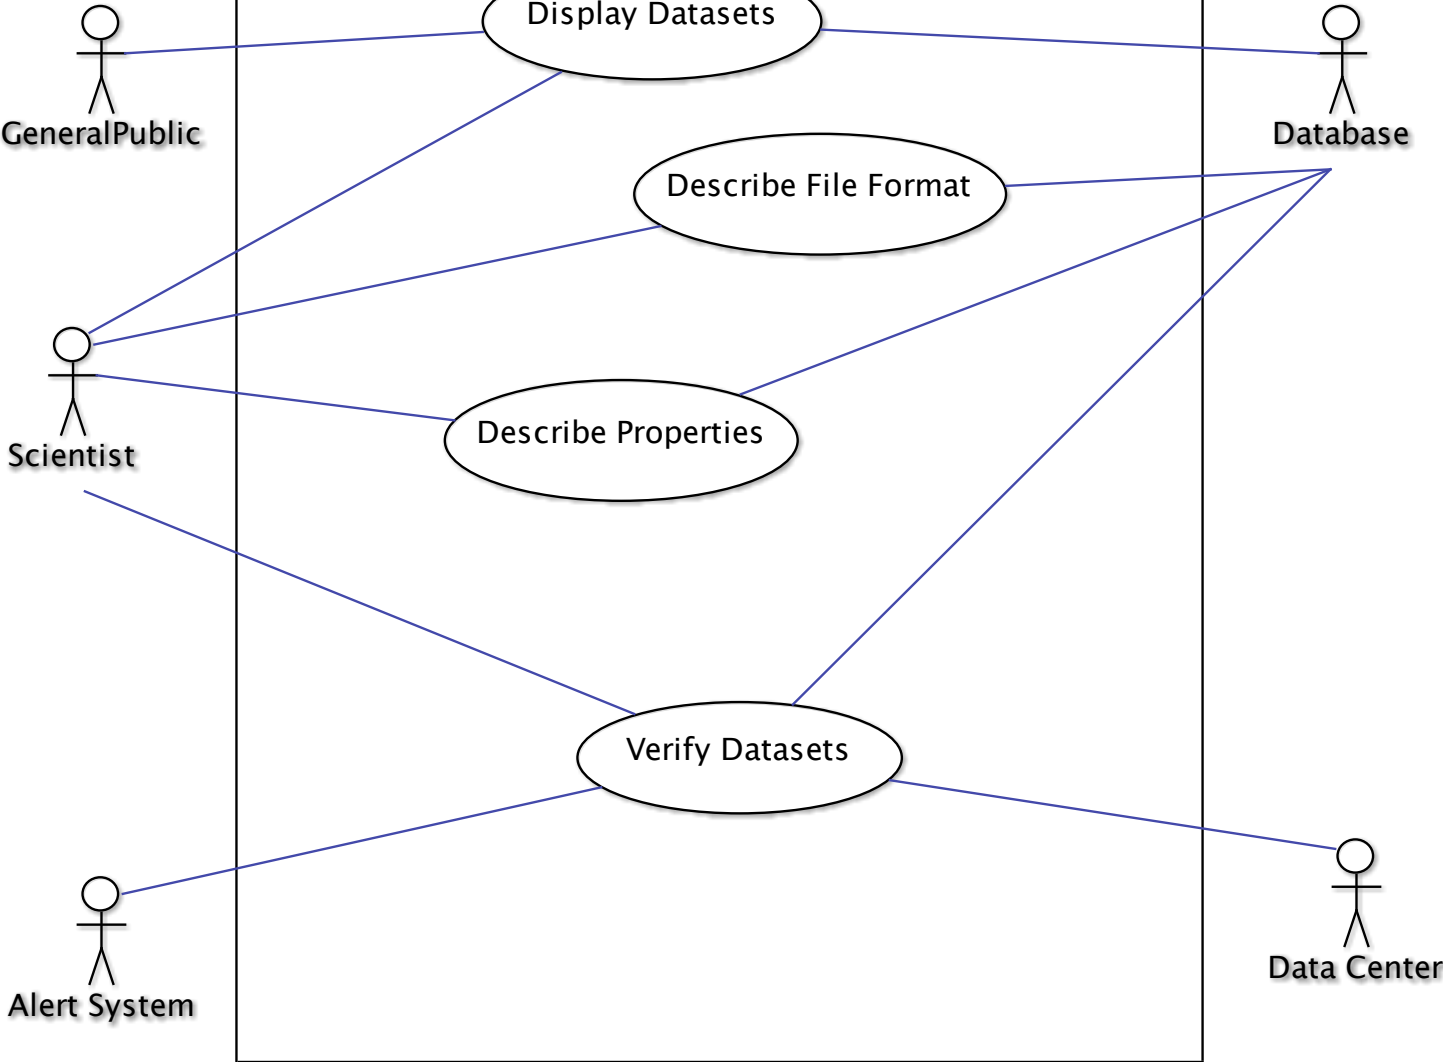 Display Datasets
GeneralPublic
Database
Describe File Format
Describe Properties
Scientist
Verify Datasets
Data Center
Alert System